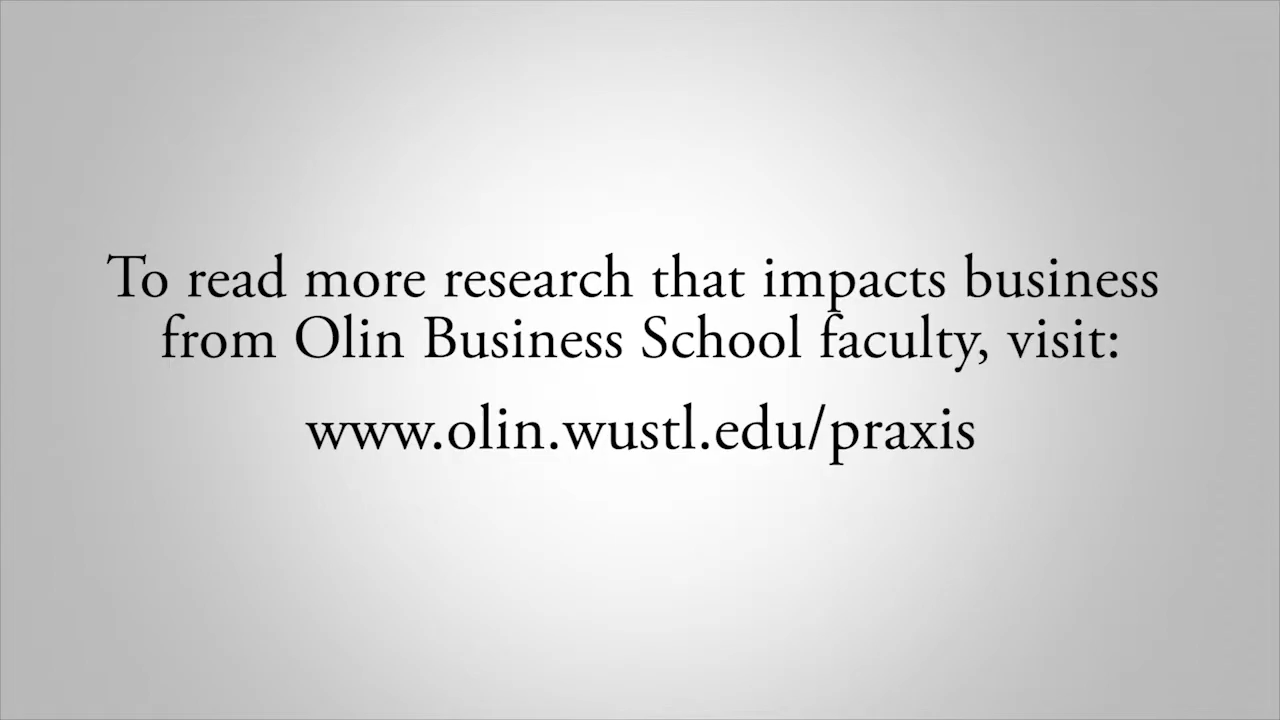 To read more research that impacts business
from Olin Business School faculty, visit:
www.olin.wustl.edu/praxis